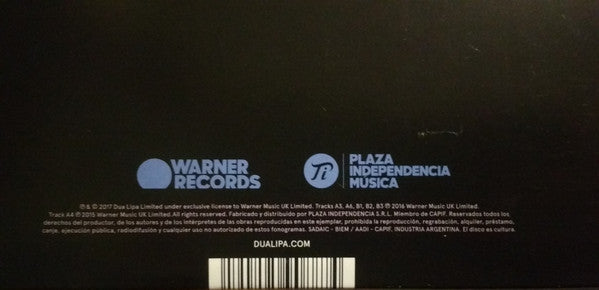 WARNER
RECORDS
Ti
PLAZA
INDEPENDENCIA
MUSICA
℗ & © 2017 Dua Lipa Limited under exclusive license to Warner Music UK Limited. Tracks A3, A6, B1, B2, B3 ℗ 2016 Warner Music UK Limited.
Track A4 ℗ 2015 Warner Music UK Limited. All rights reserved. Fabricado y distribuido por PLAZA INDEPENDENCIA S.R.L. Miembro de CAPIF. Reservados todos los
derechos del productor, de los autores y de los intérpretes de las obras reproducidas en este ejemplar, prohibida la reproducción, regrabación, alquiler, préstamo,
canje, ejecución pública, radiodifusión y cualquier uso no autorizado de estos fonogramas. SADAIC - BIEM / AADI - CAPIF, INDUSTRIA ARGENTINA. El disco es cultura.
DUALIPA.COM